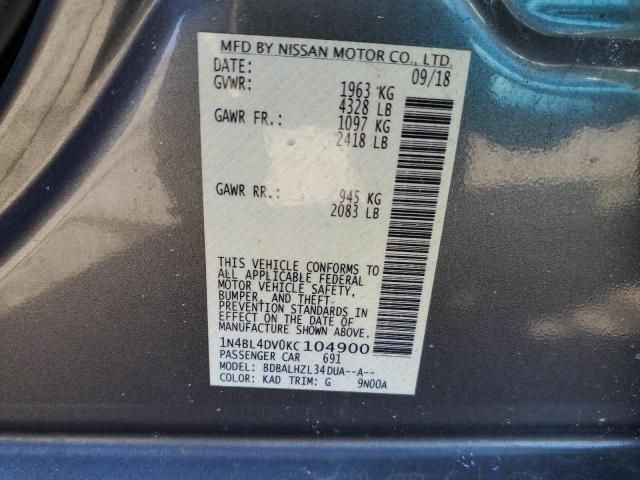 MFD BY NISSAN MOTOR CO., LTD.
DATE: 09/18
GVWR: 1963 KG
4328 LB
GAWR FR.: 1097 KG
2418 LB
GAWR RR.: 945 KG
2083 LB
THIS VEHICLE CONFORMS TO
ALL APPLICABLE FEDERAL
MOTOR VEHICLE SAFETY,
BUMPER, AND THEFT
PREVENTION STANDARDS IN
EFFECT ON THE DATE OF
MANUFACTURE SHOWN ABOVE.
1N4BL4DV0KC104900
PASSENGER CAR 691
MODEL: BDBALHZL34DUA--A--
COLOR: KAD TRIM: G 9N00A